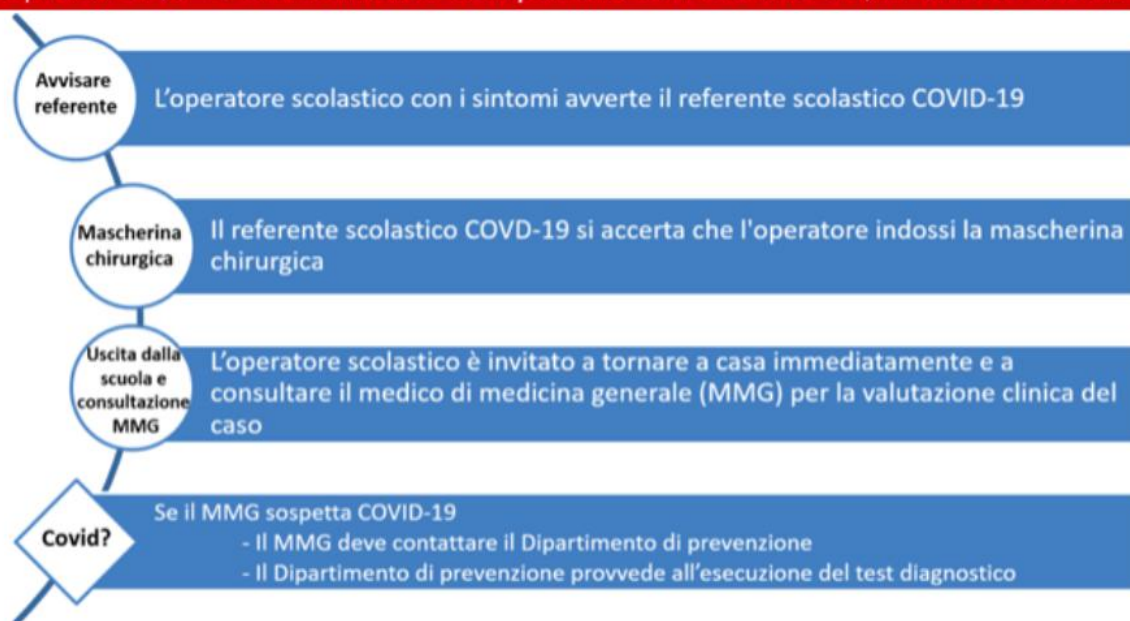 Avvisare
referente
L'operatore scolastico con i sintomi avverte il referente scolastico COVID-19
Mascherina
chirurgica
Il referente scolastico COVD-19 si accerta che l'operatore indossi la mascherina
chirurgica
Uscita dalla
scuola e
consultazione
MMG
L'operatore scolastico è invitato a tornare a casa immediatamente e a
consultare il medico di medicina generale (MMG) per la valutazione clinica del
caso
Covid?
Se il MMG sospetta COVID-19
- Il MMG deve contattare il Dipartimento di prevenzione
- Il Dipartimento di prevenzione provvede all'esecuzione del test diagnostico